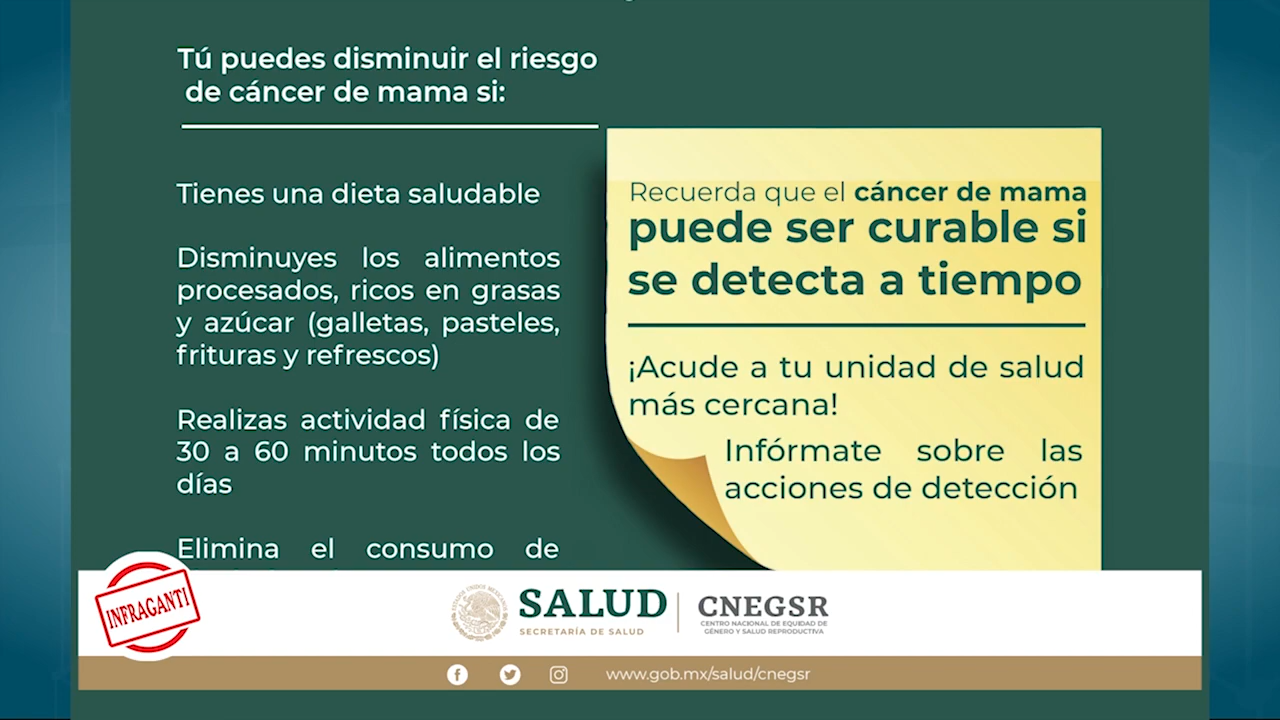 Tú puedes disminuir el riesgo
de cáncer de mama si:
Tienes una dieta saludable
Disminuyes los alimentos
procesados, ricos en grasas
y azúcar (galletas, pasteles,
frituras y refrescos)
Realizas actividad física de
30 a 60 minutos todos los
días
Elimina el consumo de
Recuerda que el cáncer de mama
puede ser curable si
se detecta a tiempo
¡Acude a tu unidad de salud
más cercana!
Infórmate sobre las
acciones de detección
INFRAGANTI
SALUD
SECRETARÍA DE SALUD
CNEGSR
CENTRO NACIONAL DE EQUIDAD DE
GÉNERO Y SALUD REPRODUCTIVA
www.gob.mx/salud/cnegsr